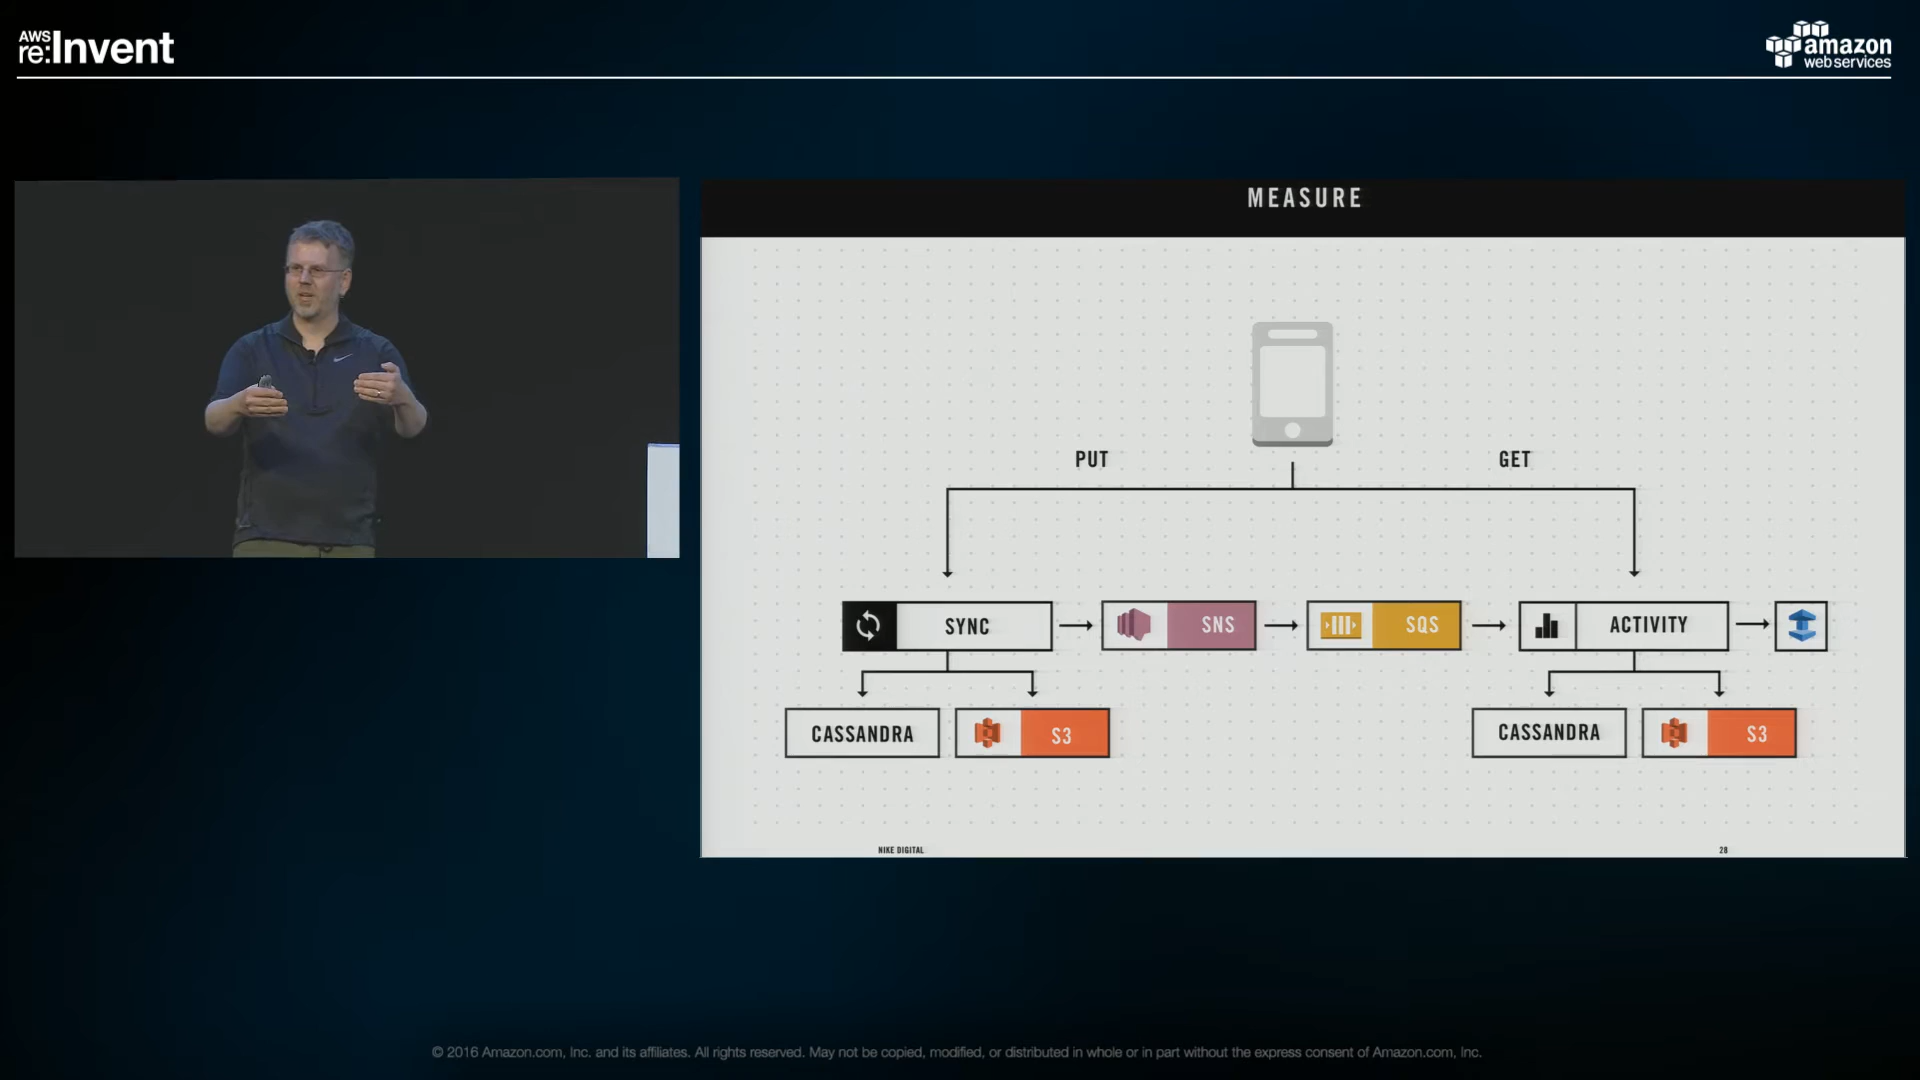 AWS
re:Invent
amazon
web services
MEASURE
PUT
GET
SYNC
SNS
SQS
ACTIVITY
CASSANDRA
S3
CASSANDRA
S3
NIKE DIGITAL
28
© 2016 Amazon.com, Inc. and its affiliates. All rights reserved. May not be copied, modified, or distributed in whole or in part without the express consent of Amazon.com, Inc.